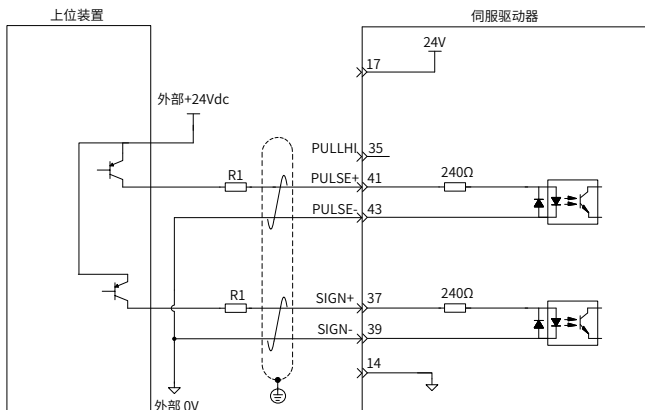 上位装置
伺服驱动器
24V
17
外部+24Vdc
PULLHI
35
R1
PULSE+
41
240Ω
PULSE-
43
R1
SIGN+
37
240Ω
SIGN-
39
14
外部 0V